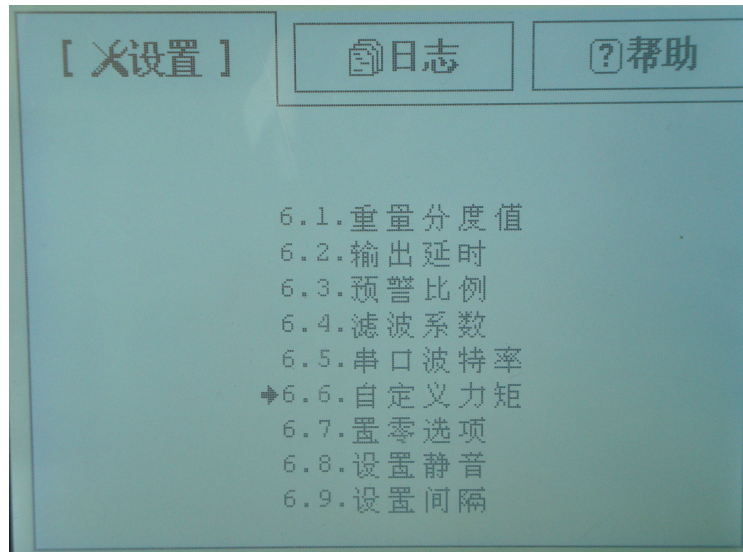 [ 设置 ] 日志 ?帮助
6.1.重量分度值
6.2.输出延时
6.3.预警比例
6.4.滤波系数
6.5.串口波特率
6.6.自定义力矩
6.7.置零选项
6.8.设置静音
6.9.设置间隔